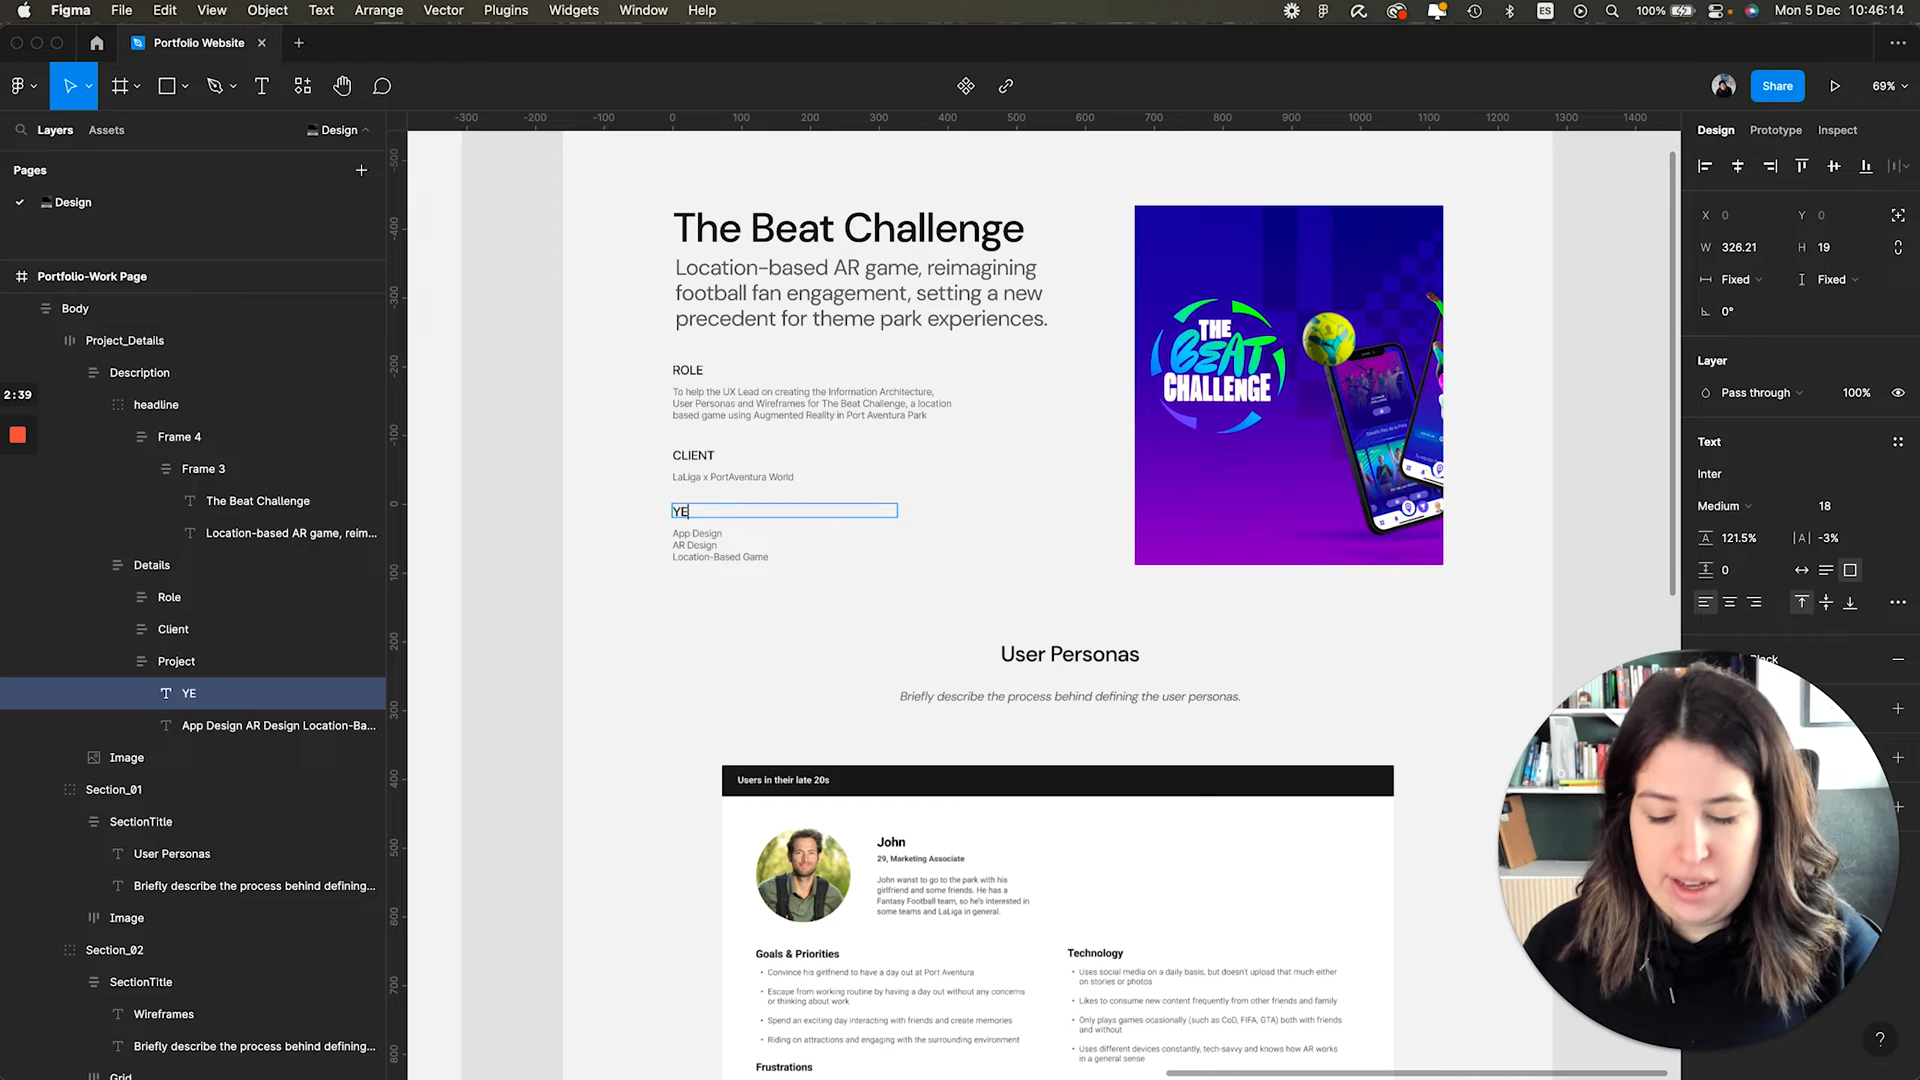 Figma File Edit View Object Text Arrange Vector Plugins Widgets Window Help
ES 100% Mon 5 Dec 10:46:14
Portfolio Website
Share 69%
Layers Assets Design
Pages
Design
Portfolio-Work Page
Body
Project_Details
Description
2:39
headline
Frame 4
Frame 3
The Beat Challenge
Location-based AR game, reim...
Details
Role
Client
Project
YE
App Design AR Design Location-Ba...
Image
Section_01
SectionTitle
User Personas
Briefly describe the process behind defining...
Image
Section_02
SectionTitle
Wireframes
Briefly describe the process behind defining...
Grid
-300 -200 -100 0 100 200 300 400 500 600 700 800 900 1000 1100 1200 1300 1400
-500
-400
-300
-200
-100
0
100
200
300
400
500
600
700
800
The Beat Challenge
Location-based AR game, reimagining
football fan engagement, setting a new
precedent for theme park experiences.
ROLE
To help the UX Lead on creating the Information Architecture,
User Personas and Wireframes for The Beat Challenge, a location
based game using Augmented Reality in Port Aventura Park
CLIENT
LaLiga x PortAventura World
YE
App Design
AR Design
Location-Based Game
THE
BEAT
CHALLENGE
User Personas
Briefly describe the process behind defining the user personas.
Users in their late 20s
John
29, Marketing Associate
John wanst to go to the park with his
girlfriend and some friends. He has a
Fantasy Football team, so he's interested in
some teams and LaLiga in general.
Goals & Priorities
• Convince his girlfriend to have a day out at Port Aventura
• Escape from working routine by having a day out without any concerns
or thinking about work
• Spend an exciting day interacting with friends and create memories
• Riding on attractions and engaging with the surrounding environment
Frustrations
Technology
• Uses social media on a daily basis, but doesn't upload that much either
on stories or photos
• Likes to consume new content frequently from other friends and family
• Only plays games ocasionally (such as CoD, FIFA, GTA) both with friends
and without
• Uses different devices constantly, tech-savvy and knows how AR works
in a general sense
Design Prototype Inspect
X 0 Y 0
W 326.21 H 19
Fixed Fixed
0°
Layer
Pass through 100%
Text
Inter
Medium 18
121.5% -3%
0
?